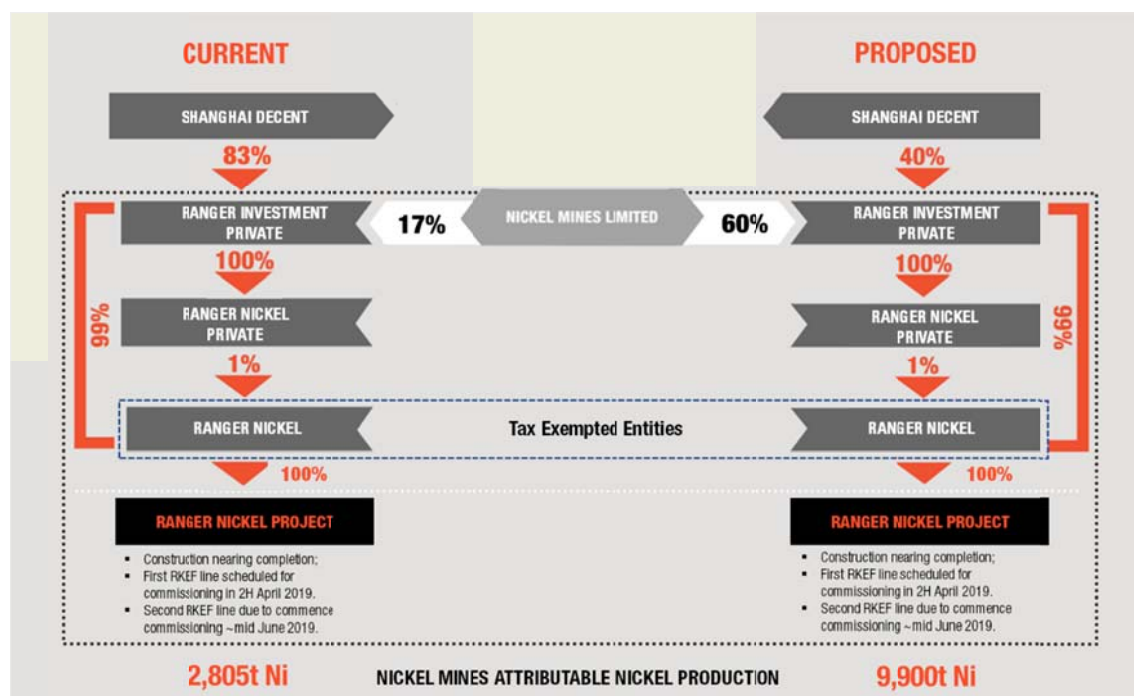 CURRENT
PROPOSED
SHANGHAI DECENT
SHANGHAI DECENT
83%
40%
RANGER INVESTMENT
PRIVATE
17%
NICKEL MINES LIMITED
60%
RANGER INVESTMENT
PRIVATE
100%
100%
99%
RANGER NICKEL
PRIVATE
RANGER NICKEL
PRIVATE
99%
1%
1%
RANGER NICKEL
Tax Exempted Entities
RANGER NICKEL
100%
100%
RANGER NICKEL PROJECT
▪ Construction nearing completion;
▪ First RKEF line scheduled for
commissioning in 2H April 2019.
▪ Second RKEF line due to commence
commissioning ~mid June 2019.
RANGER NICKEL PROJECT
▪ Construction nearing completion;
▪ First RKEF line scheduled for
commissioning in 2H April 2019.
▪ Second RKEF line due to commence
commissioning ~mid June 2019.
2,805t Ni
NICKEL MINES ATTRIBUTABLE NICKEL PRODUCTION
9,900t Ni